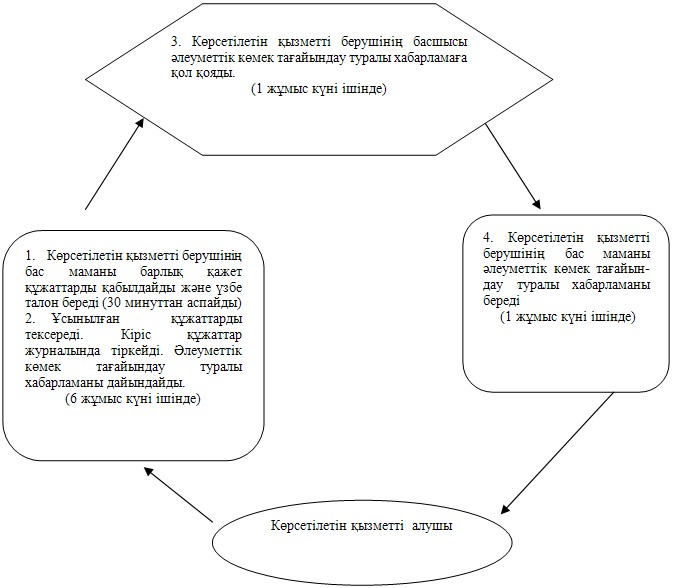 3. Көрсетілетін қызметті берушінің басшысы
әлеуметтік көмек тағайындау туралы хабарламаға
қол қояды.
(1 жұмыс күні ішінде)
1. Көрсетілетін қызметті берушінің
бас маманы барлық қажет
құжаттарды қабылдайды және үзбе
талон береді (30 минуттан аспайды)
2. Ұсынылған құжаттарды
тексереді. Кіріс құжаттар
журналында тіркейді. Әлеуметтік
көмек тағайындау туралы
хабарламаны дайындайды.
(6 жұмыс күні ішінде)
4. Көрсетілетін қызметті
берушінің бас маманы
әлеуметтік көмек тағайын-
дау туралы хабарламаны
береді
(1 жұмыс күні ішінде)
Көрсетілетін қызметті алушы